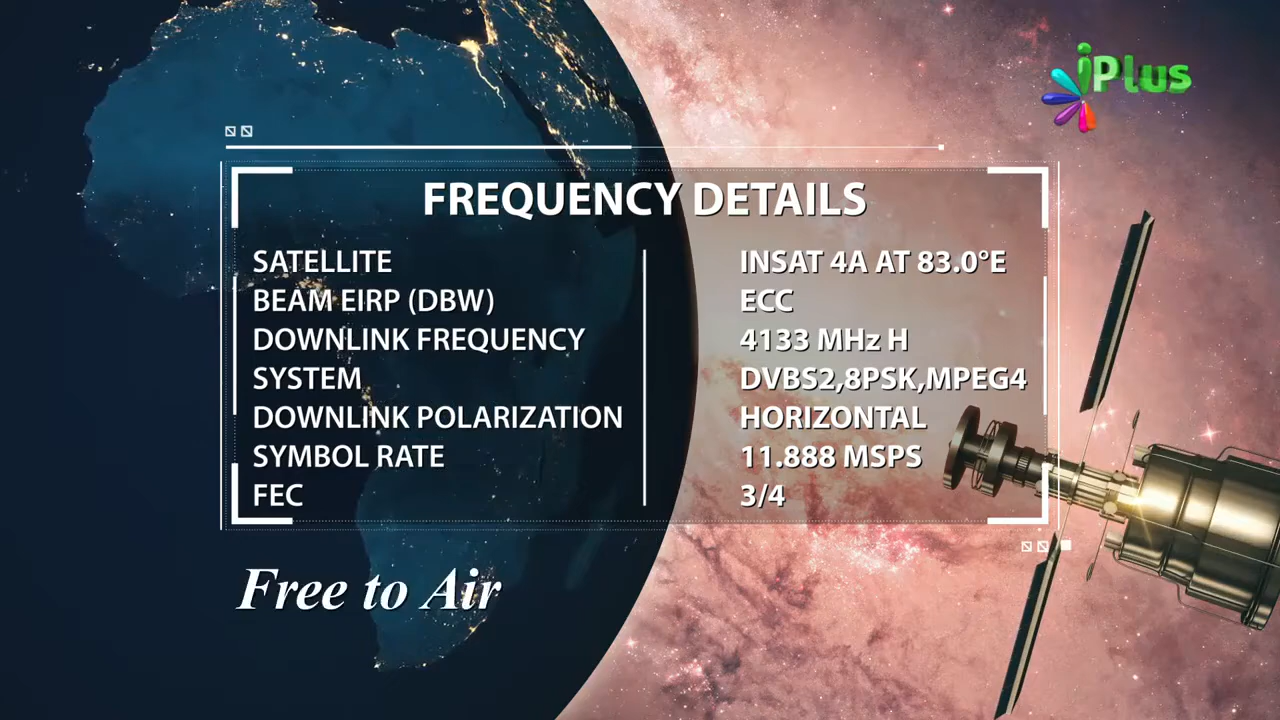 iPlus
FREQUENCY DETAILS
SATELLITE INSAT 4A AT 83.0°E
BEAM EIRP (DBW) ECC
DOWNLINK FREQUENCY 4133 MHz H
SYSTEM DVBS2,8PSK,MPEG4
DOWNLINK POLARIZATION HORIZONTAL
SYMBOL RATE 11.888 MSPS
FEC 3/4
Free to Air